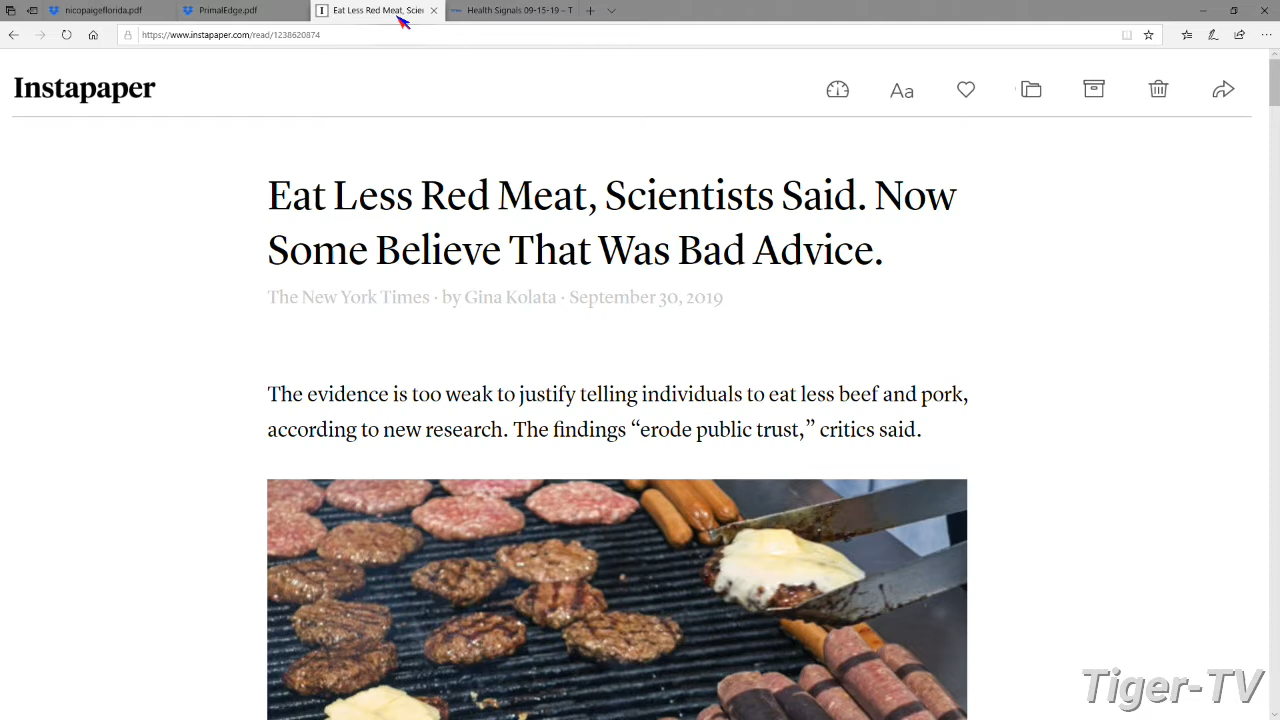 nicopaigeflorida.pdf
PrimalEdge.pdf
Eat Less Red Meat, Scier
Health Signals 09-15-19 – T
https://www.instapaper.com/read/1238620874
Instapaper
Aa
Eat Less Red Meat, Scientists Said. Now
Some Believe That Was Bad Advice.
The New York Times · by Gina Kolata · September 30, 2019
The evidence is too weak to justify telling individuals to eat less beef and pork,
according to new research. The findings “erode public trust,” critics said.
Tiger-TV